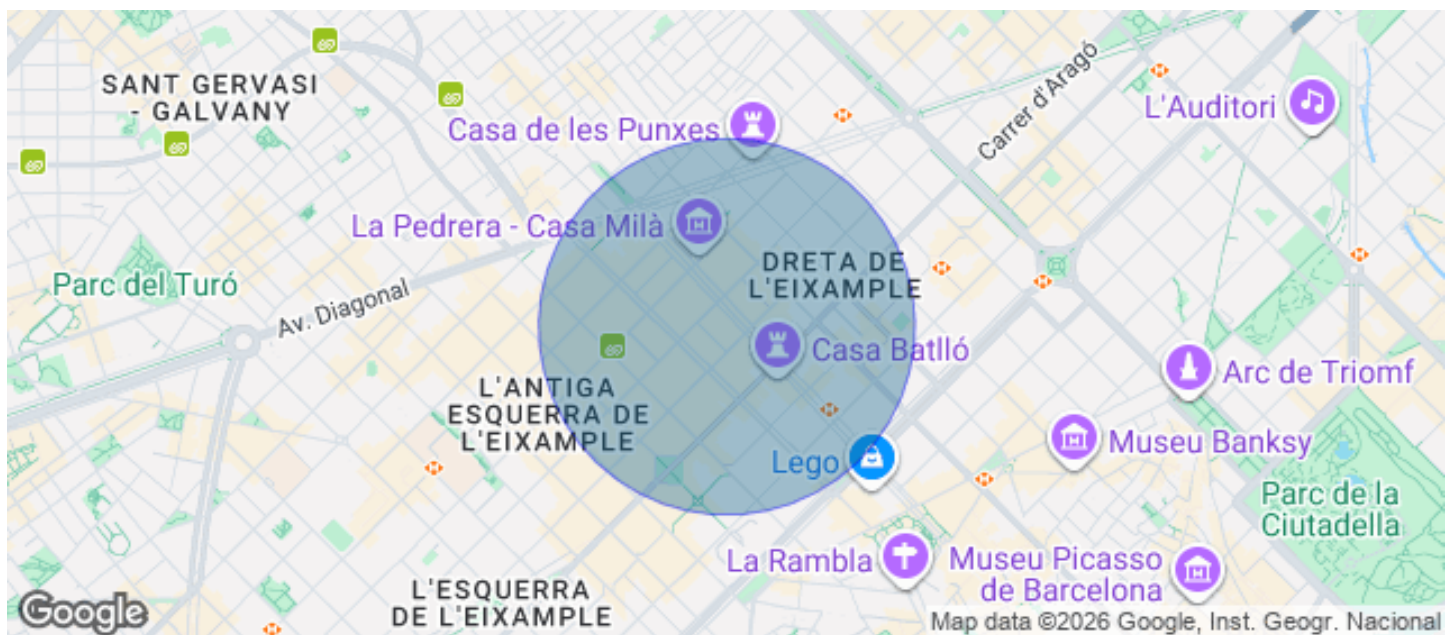 SANT GERVASI
- GALVANY
Casa de les Punxes
Carrer d'Aragó
L'Auditori
La Pedrera - Casa Milà
DRETA DE
L'EIXAMPLE
Parc del Turó
Av. Diagonal
Casa Batlló
L'ANTIGA
ESQUERRA DE
L'EIXAMPLE
Arc de Triomf
Museu Banksy
Lego
Parc de la
Ciutadella
La Rambla
Museu Picasso
de Barcelona
L'ESQUERRA
DE L'EIXAMPLE
Google
Map data ©2026 Google, Inst. Geogr. Nacional